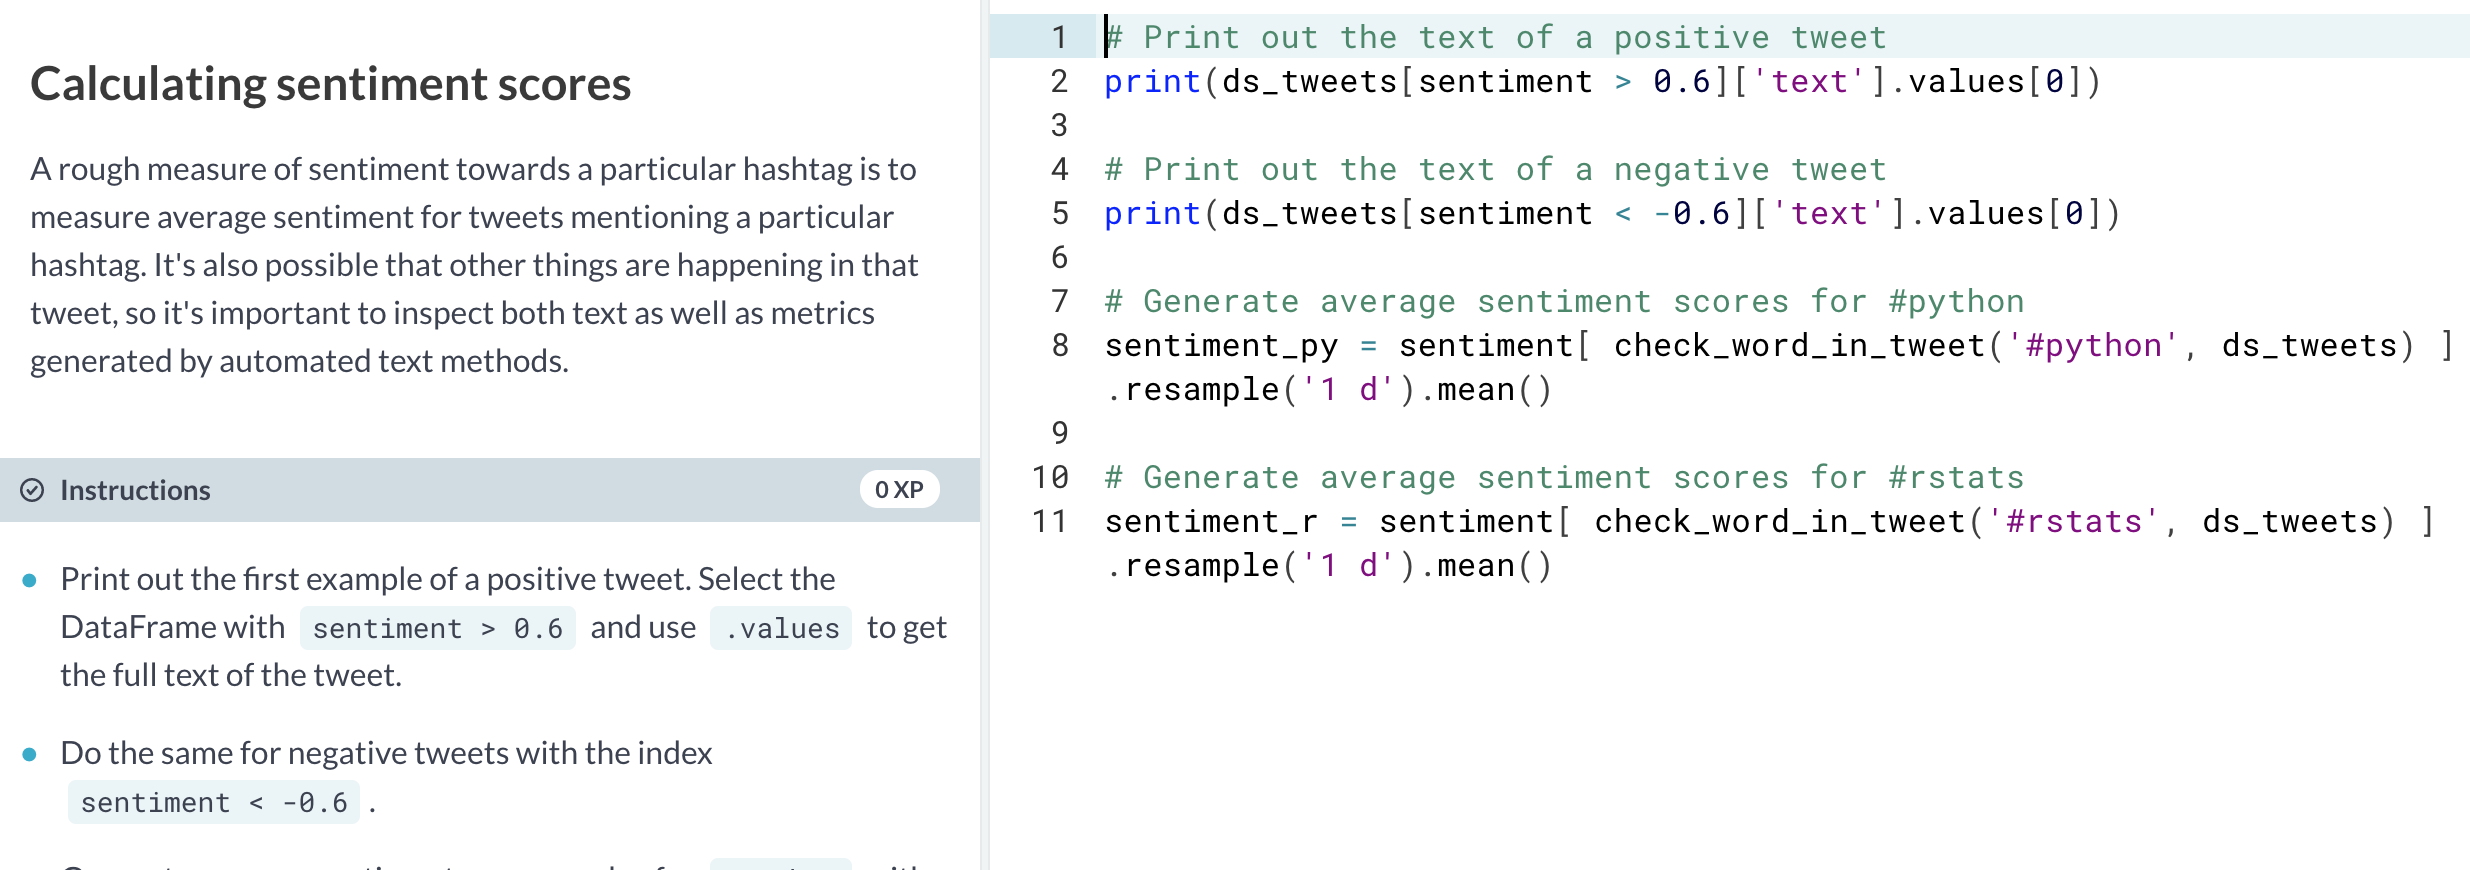 Calculating sentiment scores
A rough measure of sentiment towards a particular hashtag is to
measure average sentiment for tweets mentioning a particular
hashtag. It's also possible that other things are happening in that
tweet, so it's important to inspect both text as well as metrics
generated by automated text methods.
Instructions
0 XP
Print out the first example of a positive tweet. Select the
DataFrame with sentiment > 0.6 and use .values to get
the full text of the tweet.
Do the same for negative tweets with the index
sentiment < -0.6 .
1 # Print out the text of a positive tweet
2 print(ds_tweets[sentiment > 0.6]['text'].values[0])
3
4 # Print out the text of a negative tweet
5 print(ds_tweets[sentiment < -0.6]['text'].values[0])
6
7 # Generate average sentiment scores for #python
8 sentiment_py = sentiment[ check_word_in_tweet('#python', ds_tweets) ]
.resample('1 d').mean()
9
10 # Generate average sentiment scores for #rstats
11 sentiment_r = sentiment[ check_word_in_tweet('#rstats', ds_tweets) ]
.resample('1 d').mean()